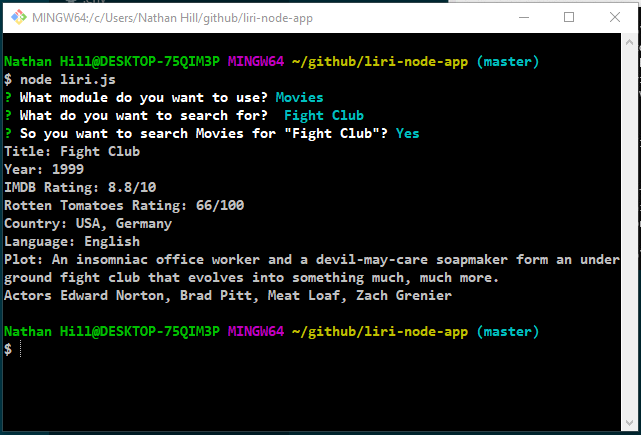 MINGW64:/c/Users/Nathan Hill/github/liri-node-app
Nathan Hill@DESKTOP-75QIM3P MINGW64 ~/github/liri-node-app (master)
$ node liri.js
? What module do you want to use? Movies
? What do you want to search for?  Fight Club
? So you want to search Movies for "Fight Club"? Yes
Title: Fight Club
Year: 1999
IMDB Rating: 8.8/10
Rotten Tomatoes Rating: 66/100
Country: USA, Germany
Language: English
Plot: An insomniac office worker and a devil-may-care soapmaker form an under
ground fight club that evolves into something much, much more.
Actors Edward Norton, Brad Pitt, Meat Loaf, Zach Grenier
Nathan Hill@DESKTOP-75QIM3P MINGW64 ~/github/liri-node-app (master)
$